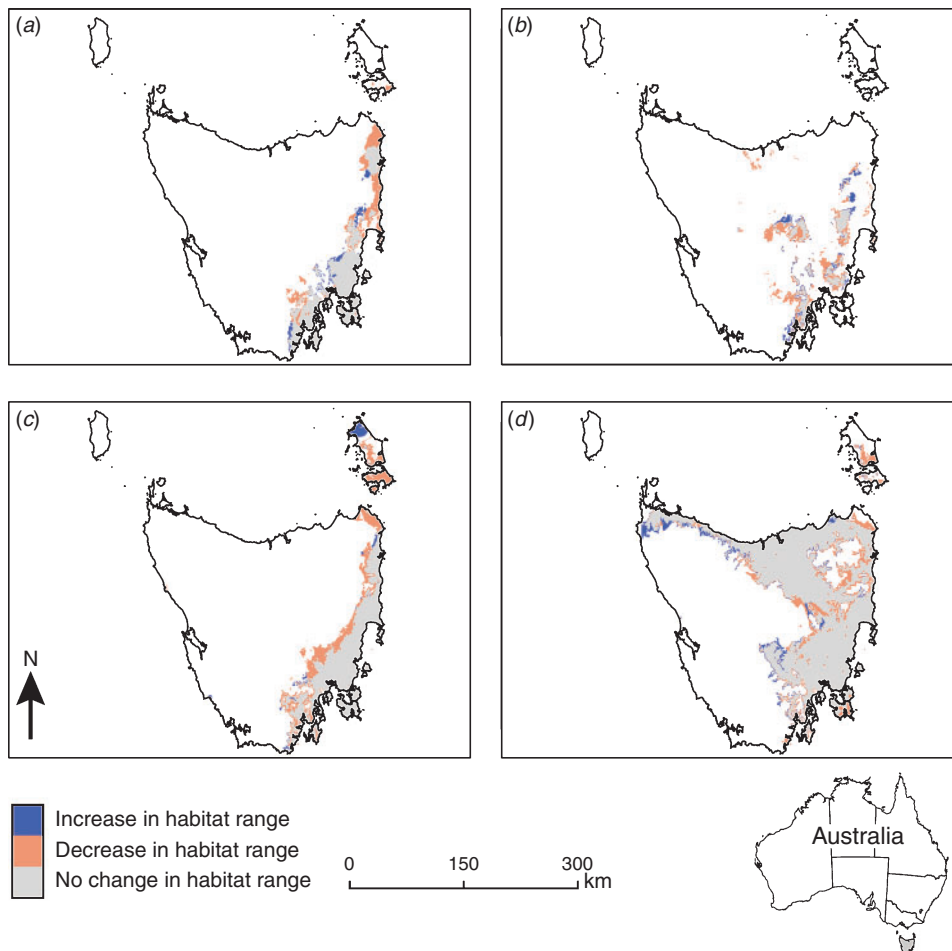 (a)
(b)
(c)
(d)
N
Increase in habitat range
Decrease in habitat range
No change in habitat range
0 150 300
km
Australia